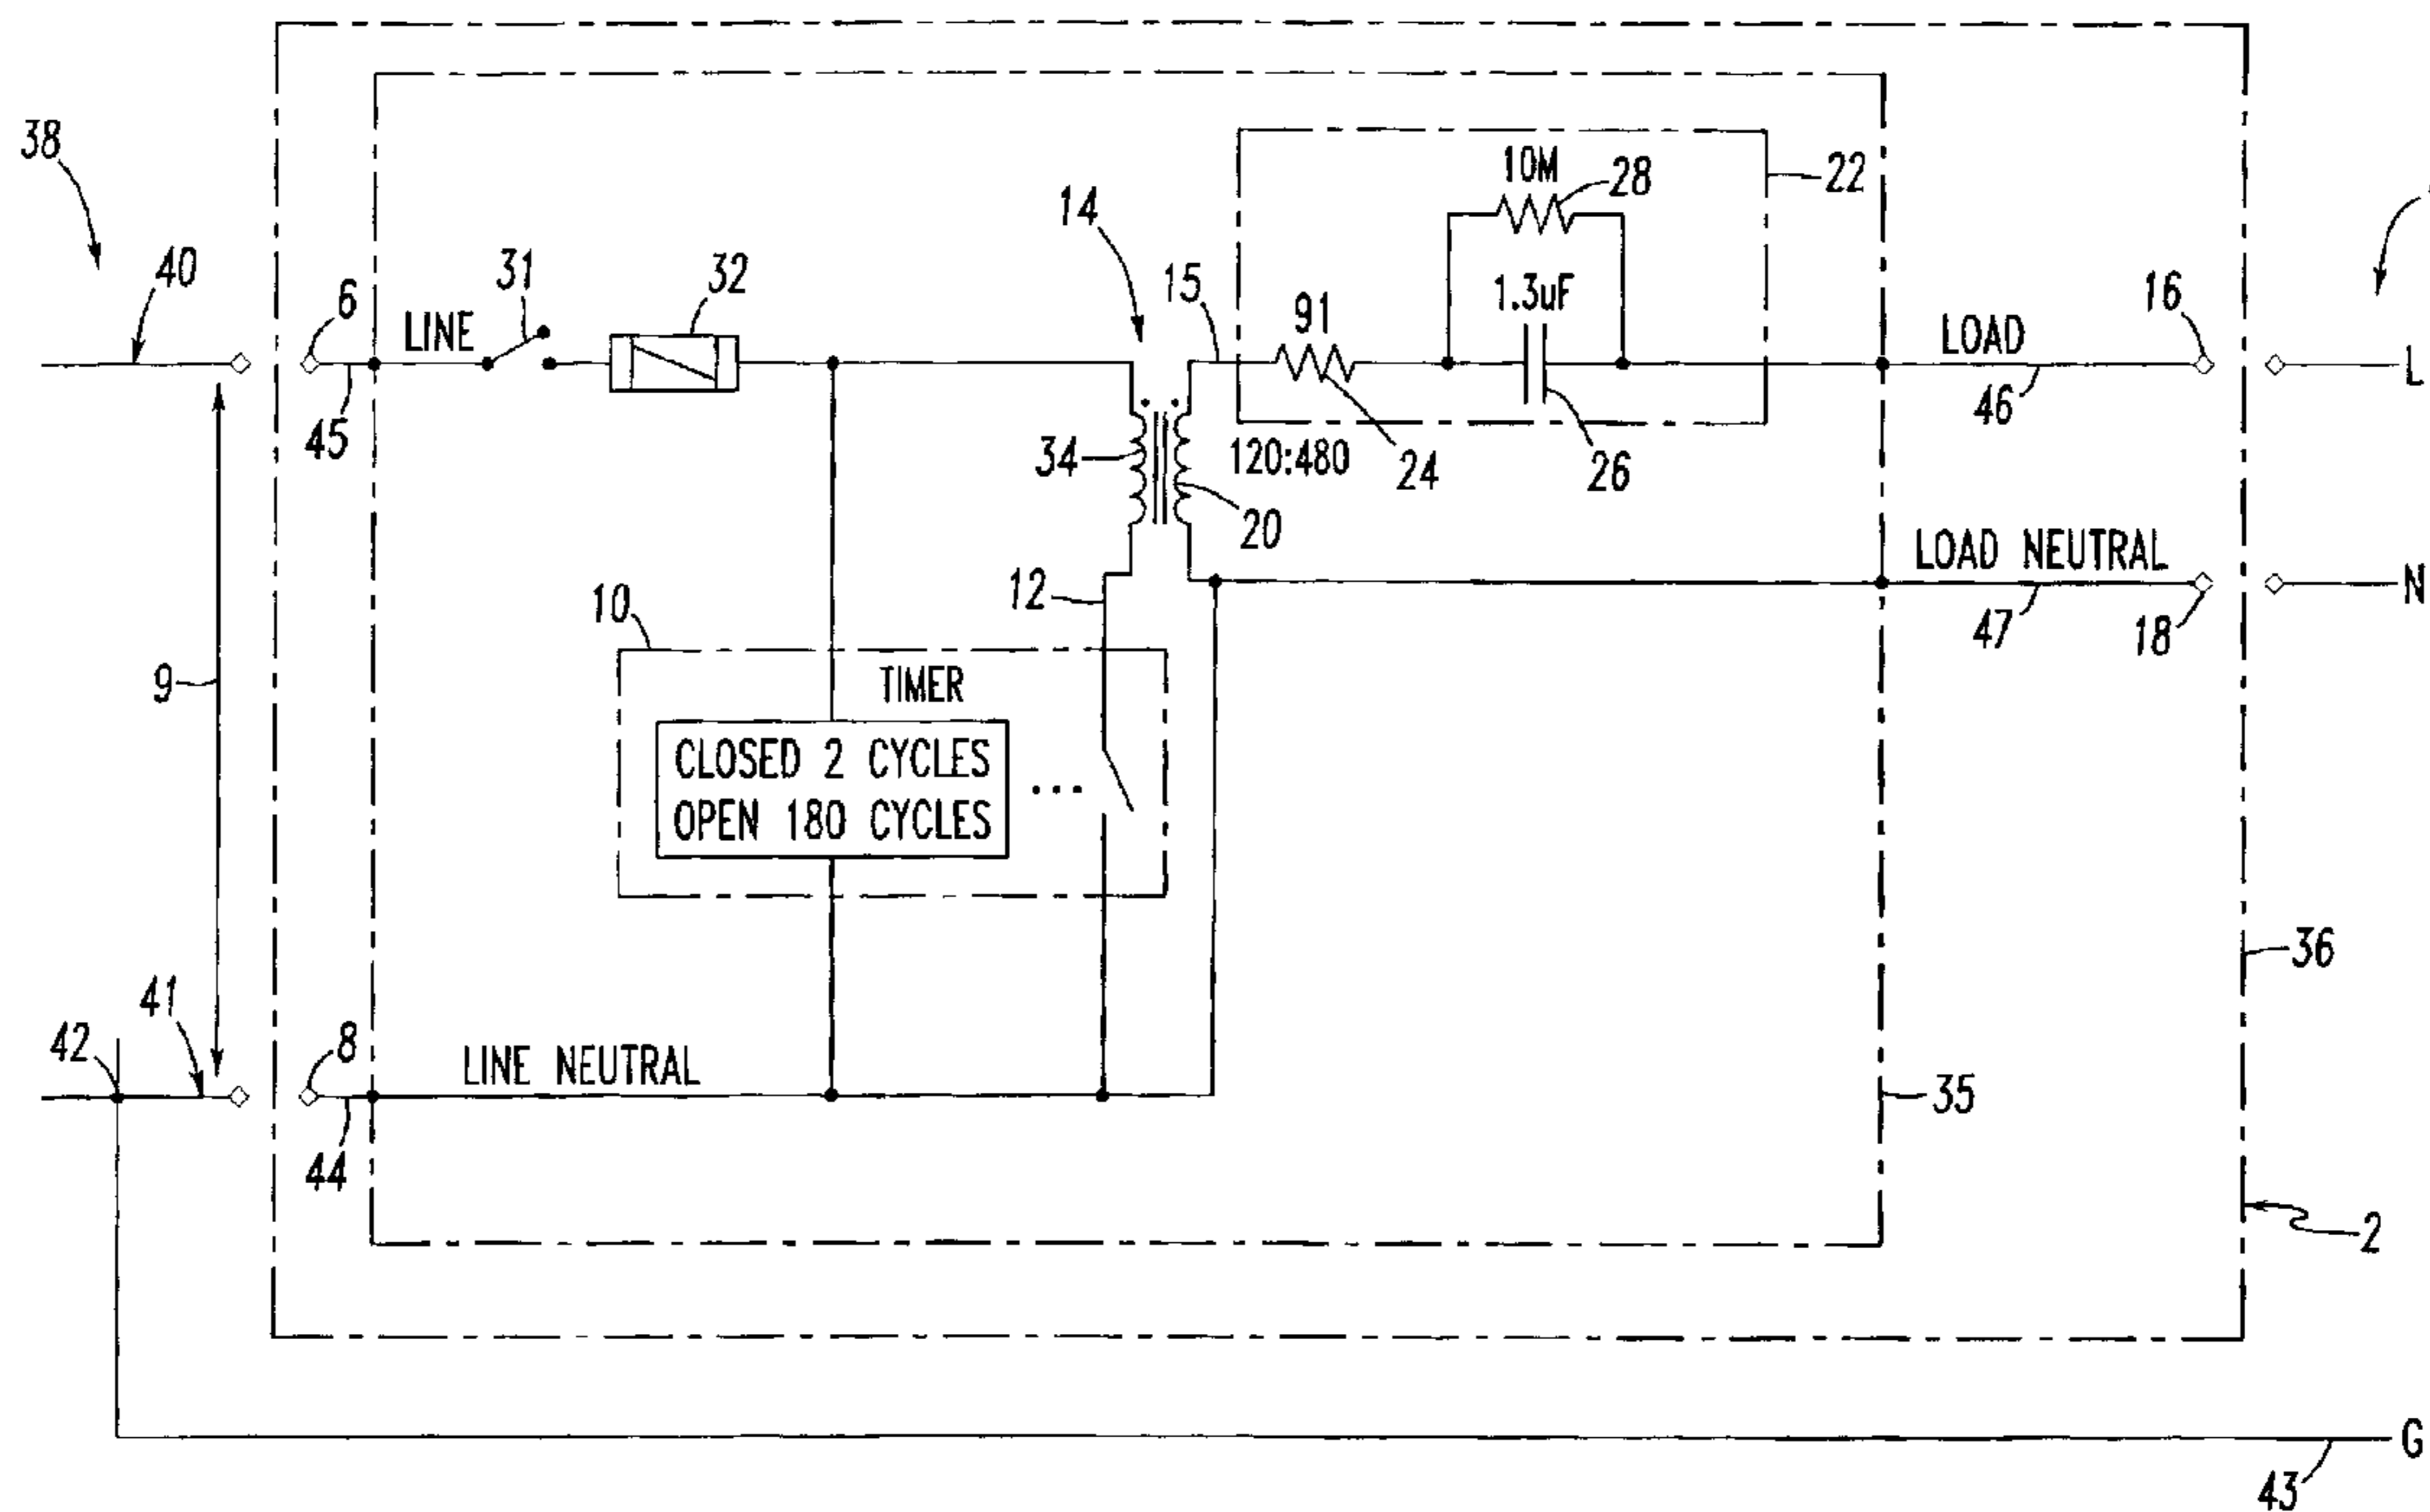 38
40
6
LINE
31
32
45
14
15
10M
28
22
1.3uF
91
24
26
LOAD
16
46
L
34
120:480
20
LOAD NEUTRAL
N
47
18
12
10
TIMER
CLOSED 2 CYCLES
OPEN 180 CYCLES
...
9
36
42
41
8
LINE NEUTRAL
44
35
2
G
43